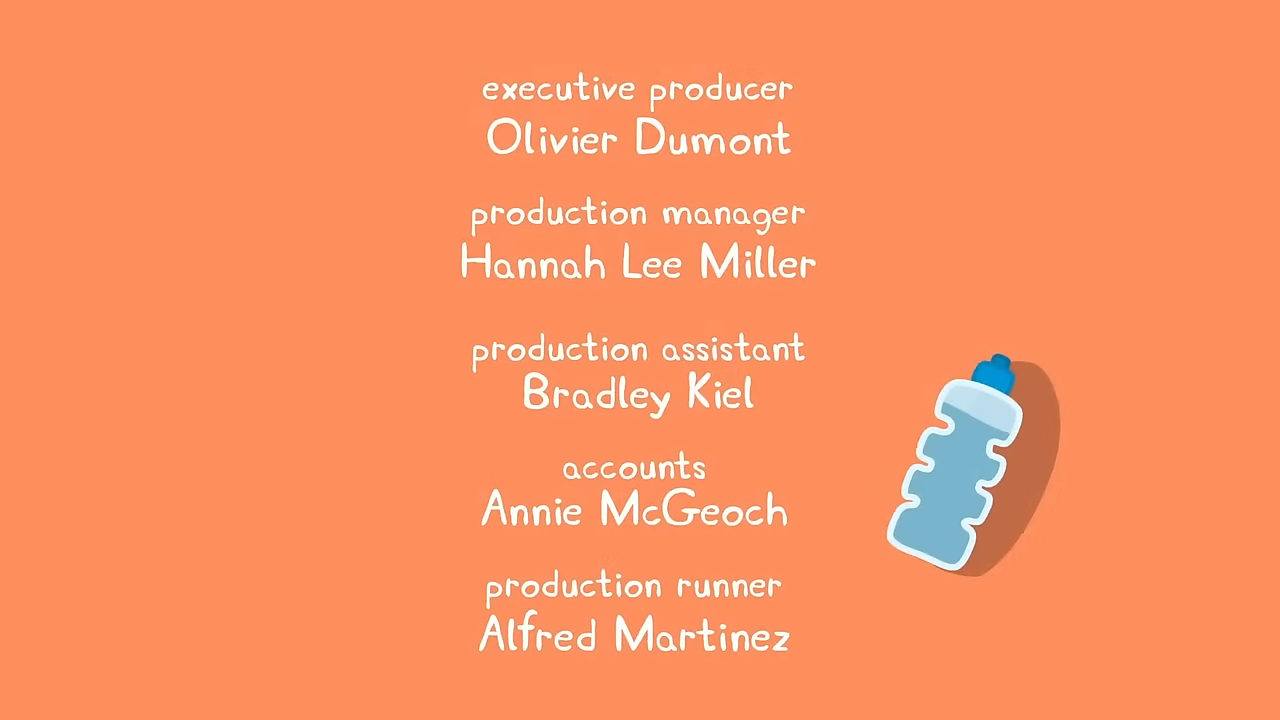 executive producer
Olivier Dumont
production manager
Hannah Lee Miller
production assistant
Bradley Kiel
accounts
Annie McGeoch
production runner
Alfred Martinez